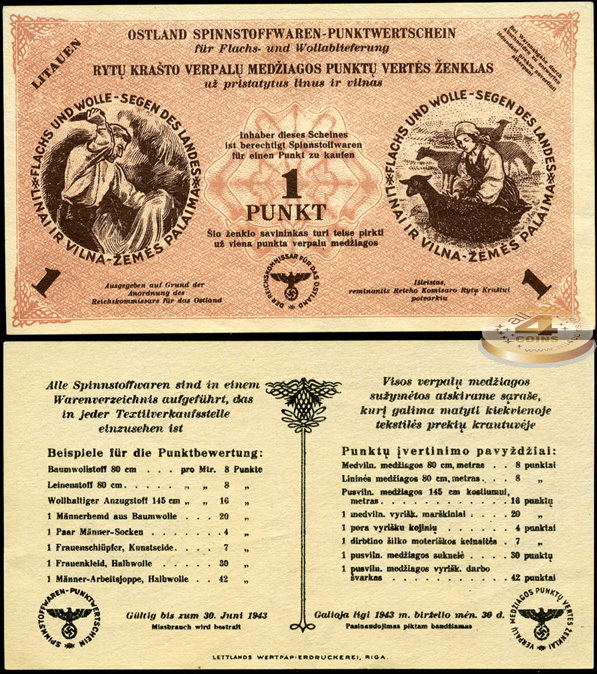 OSTLAND SPINNSTOFFWAREN-PUNKTWERTSCHEIN
für Flachs- und Wollablieferung
RYTŲ KRAŠTO VERPALŲ MEDŽIAGOS PUNKTŲ VERTĖS ŽENKLAS
už pristatytus linus ir vilnas
LITAUEN
FLACHS UND WOLLE-SEGEN DES LANDES
LINAI IR VILNA-ŽEMĖS PALAIMA
Inhaber dieses Scheines
ist berechtigt Spinnstoffwaren
für einen Punkt zu kaufen
1
PUNKT
Šio ženklo savininkas turi teisę pirkti
už vieną punktą verpalų medžiagos
FLACHS UND WOLLE-SEGEN DES LANDES
LINAI IR VILNA-ŽEMĖS PALAIMA
1
Ausgegeben auf Grund der
Anordnung des
Reichskommissars für das Ostland
DER REICHSKOMMISSAR FÜR DAS OSTLAND
Išleistas,
remiantis Reicho Komisaro Rytų Kraštui
potvarkiu
1
all
4
COINS
Alle Spinnstoffwaren sind in einem
Warenverzeichnis aufgeführt, das
in jeder Textilverkaufsstelle
einzusehen ist
Beispiele für die Punktbewertung:
Baumwollstoff 80 cm . . . pro Mtr. 8 Punkte
Leinenstoff 80 cm . . . . . „ „ 8 „
Wollhaltiger Anzugstoff 145 cm „ „ 16 „
1 Männerhemd aus Baumwolle . . . 20 „
1 Paar Männer-Socken . . . . . 4 „
1 Frauenschlüpfer, Kunstseide . . . 7 „
1 Frauenkleid, Halbwolle . . . . 30 „
1 Männer-Arbeitsjoppe, Halbwolle . . 42 „
SPINNSTOFFWAREN-PUNKTWERTSCHEIN
Gültig bis zum 30. Juni 1943
Missbrauch wird bestraft
Visos verpalų medžiagos
sužymėtos atskirame sąraše,
kurį galima matyti kiekvienoje
tekstilės prekių krautuvėje
Punktų įvertinimo pavyždžiai:
Medviln. medžiagos 80 cm, metras . . 8 punktai
Lininės medžiagos 80 cm, metras . . . 8 „
Pusviln. medžiagos 145 cm kostiumui,
metras . . . . . . . . . . . 16 punktų
1 medviln. vyrišk. marškiniai . . . 20 „
1 pora vyriškų kojinių . . . . . 4 punktai
1 dirbtino šilko moteriškos kelnaitės . 7 „
1 pusviln. medžiagos suknelė . . . 30 punktų
1 pusviln. medžiagos vyrišk. darbo
švarkas . . . . . . . . . . . 42 punktai
Galioja ligi 1943 m. birželio mėn. 30 d.
Pasinaudojimas piktam baudžiamas
VERPALŲ MEDŽIAGOS PUNKTŲ VERTĖS ŽENKLAI
LETTLANDS WERTPAPIERDRUCKEREI, RIGA.